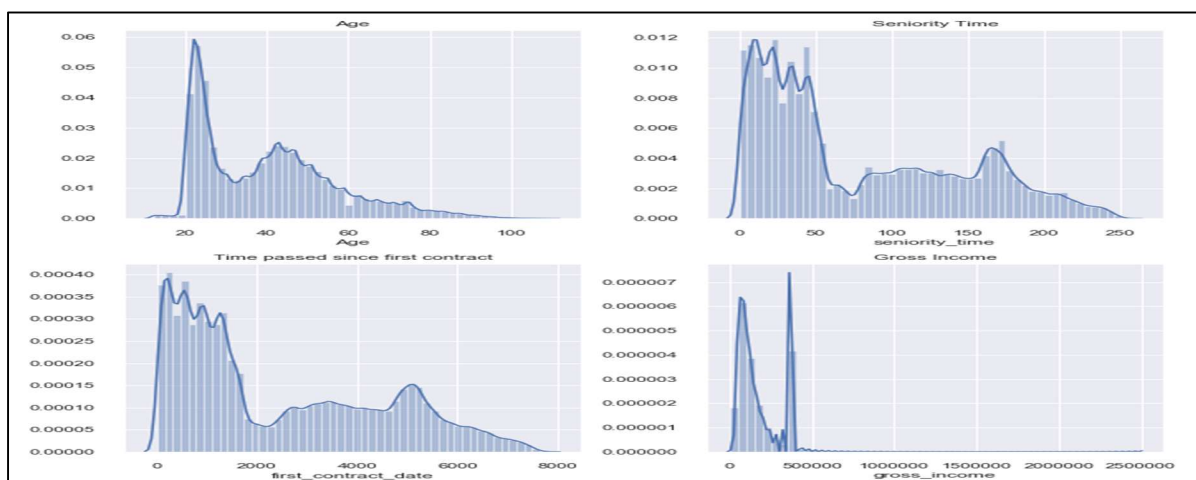 Age
0.06
0.05
0.04
0.03
0.02
0.01
0.00
20 40 60 80 100
Age
Seniority Time
0.012
0.010
0.008
0.006
0.004
0.002
0.000
0 50 100 150 200 250
seniority_time
Time passed since first contract
0.00040
0.00035
0.00030
0.00025
0.00020
0.00015
0.00010
0.00005
0.00000
0 2000 4000 6000 8000
first_contract_date
Gross Income
0.000007
0.000006
0.000005
0.000004
0.000003
0.000002
0.000001
0.000000
0 500000 1000000 1500000 2000000 2500000
gross_income